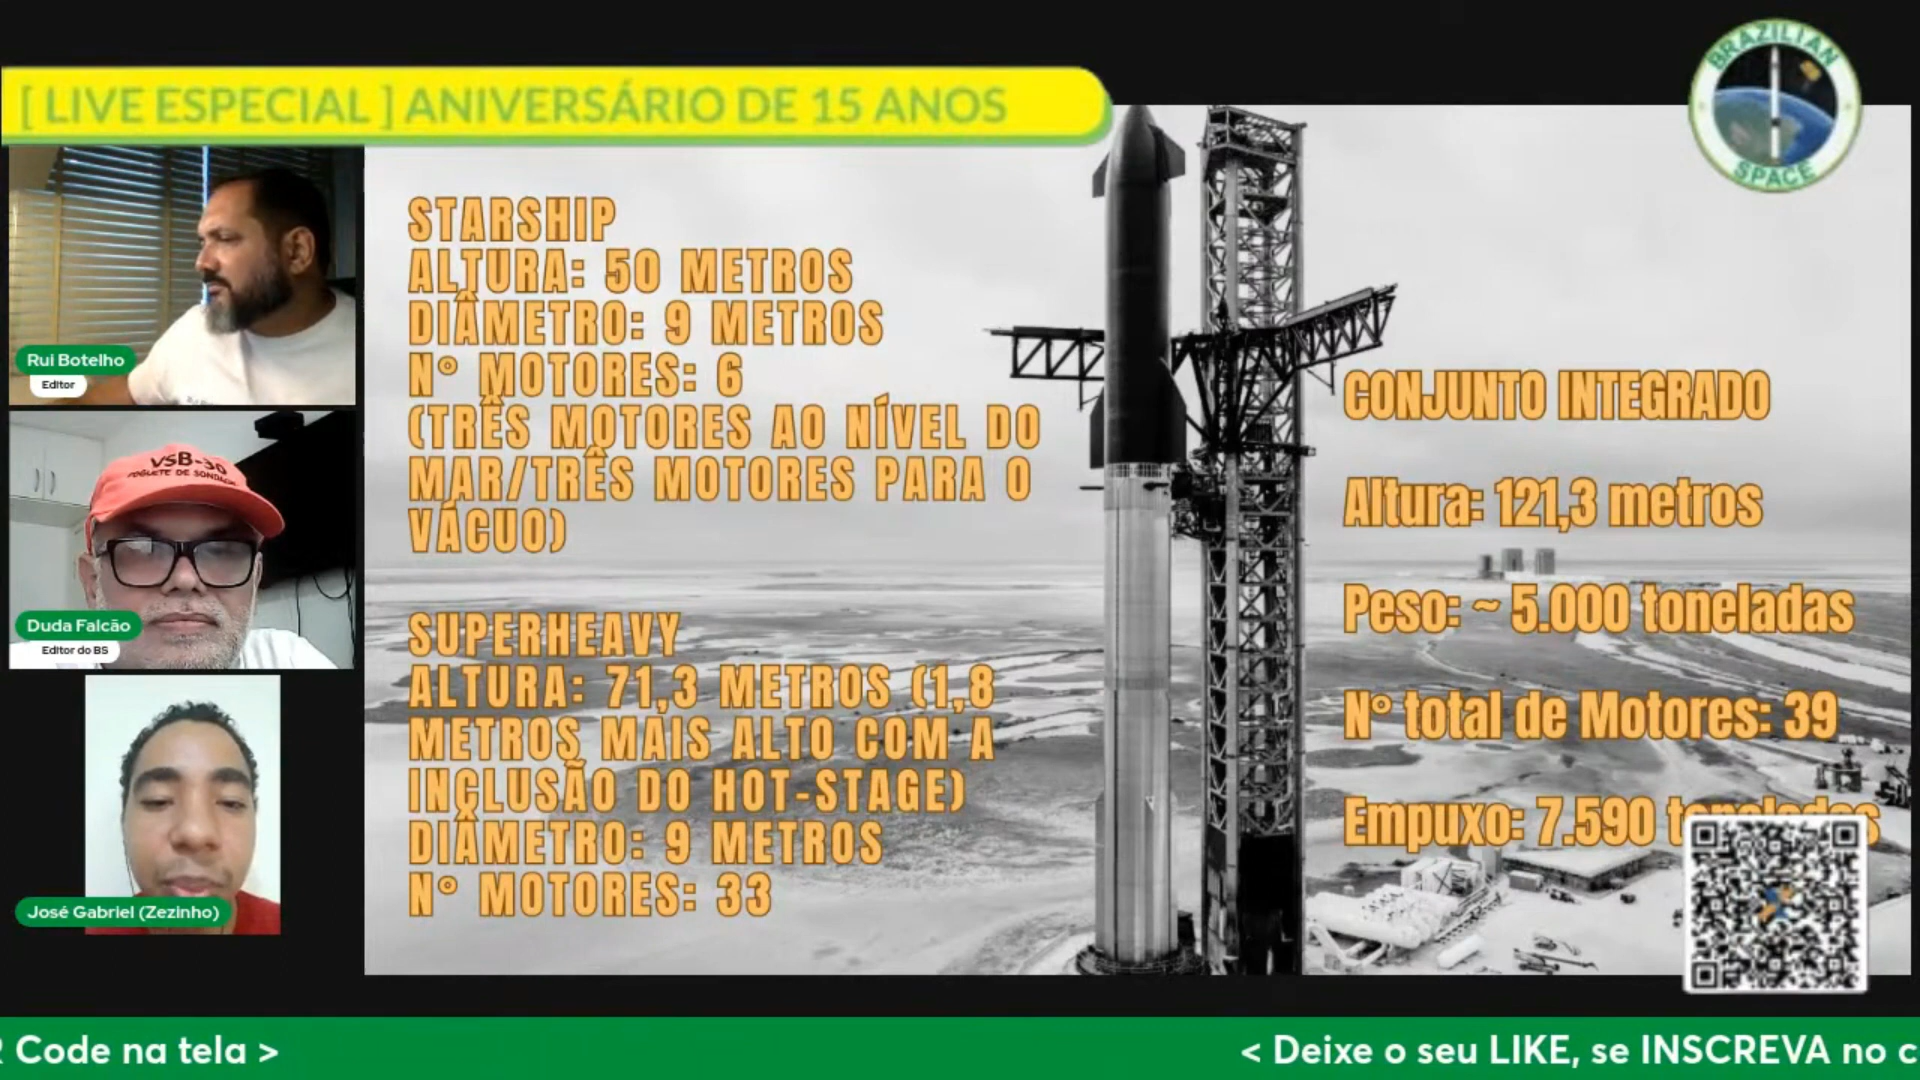 [ LIVE ESPECIAL ] ANIVERSÁRIO DE 15 ANOS
BRAZILIAN
SPACE
Rui Botelho
Editor
VSB-30
FOGUETE DE SONDAGEM
Duda Falcão
Editor do BS
José Gabriel (Zezinho)
STARSHIP
ALTURA: 50 METROS
DIÂMETRO: 9 METROS
N° MOTORES: 6
(TRÊS MOTORES AO NÍVEL DO
MAR/TRÊS MOTORES PARA O
VÁCUO)
SUPERHEAVY
ALTURA: 71,3 METROS (1,8
METROS MAIS ALTO COM A
INCLUSÃO DO HOT-STAGE)
DIÂMETRO: 9 METROS
N° MOTORES: 33
CONJUNTO INTEGRADO
Altura: 121,3 metros
Peso: ~ 5.000 toneladas
N° total de Motores: 39
Empuxo: 7.590 toneladas
Code na tela >
< Deixe o seu LIKE, se INSCREVA no c